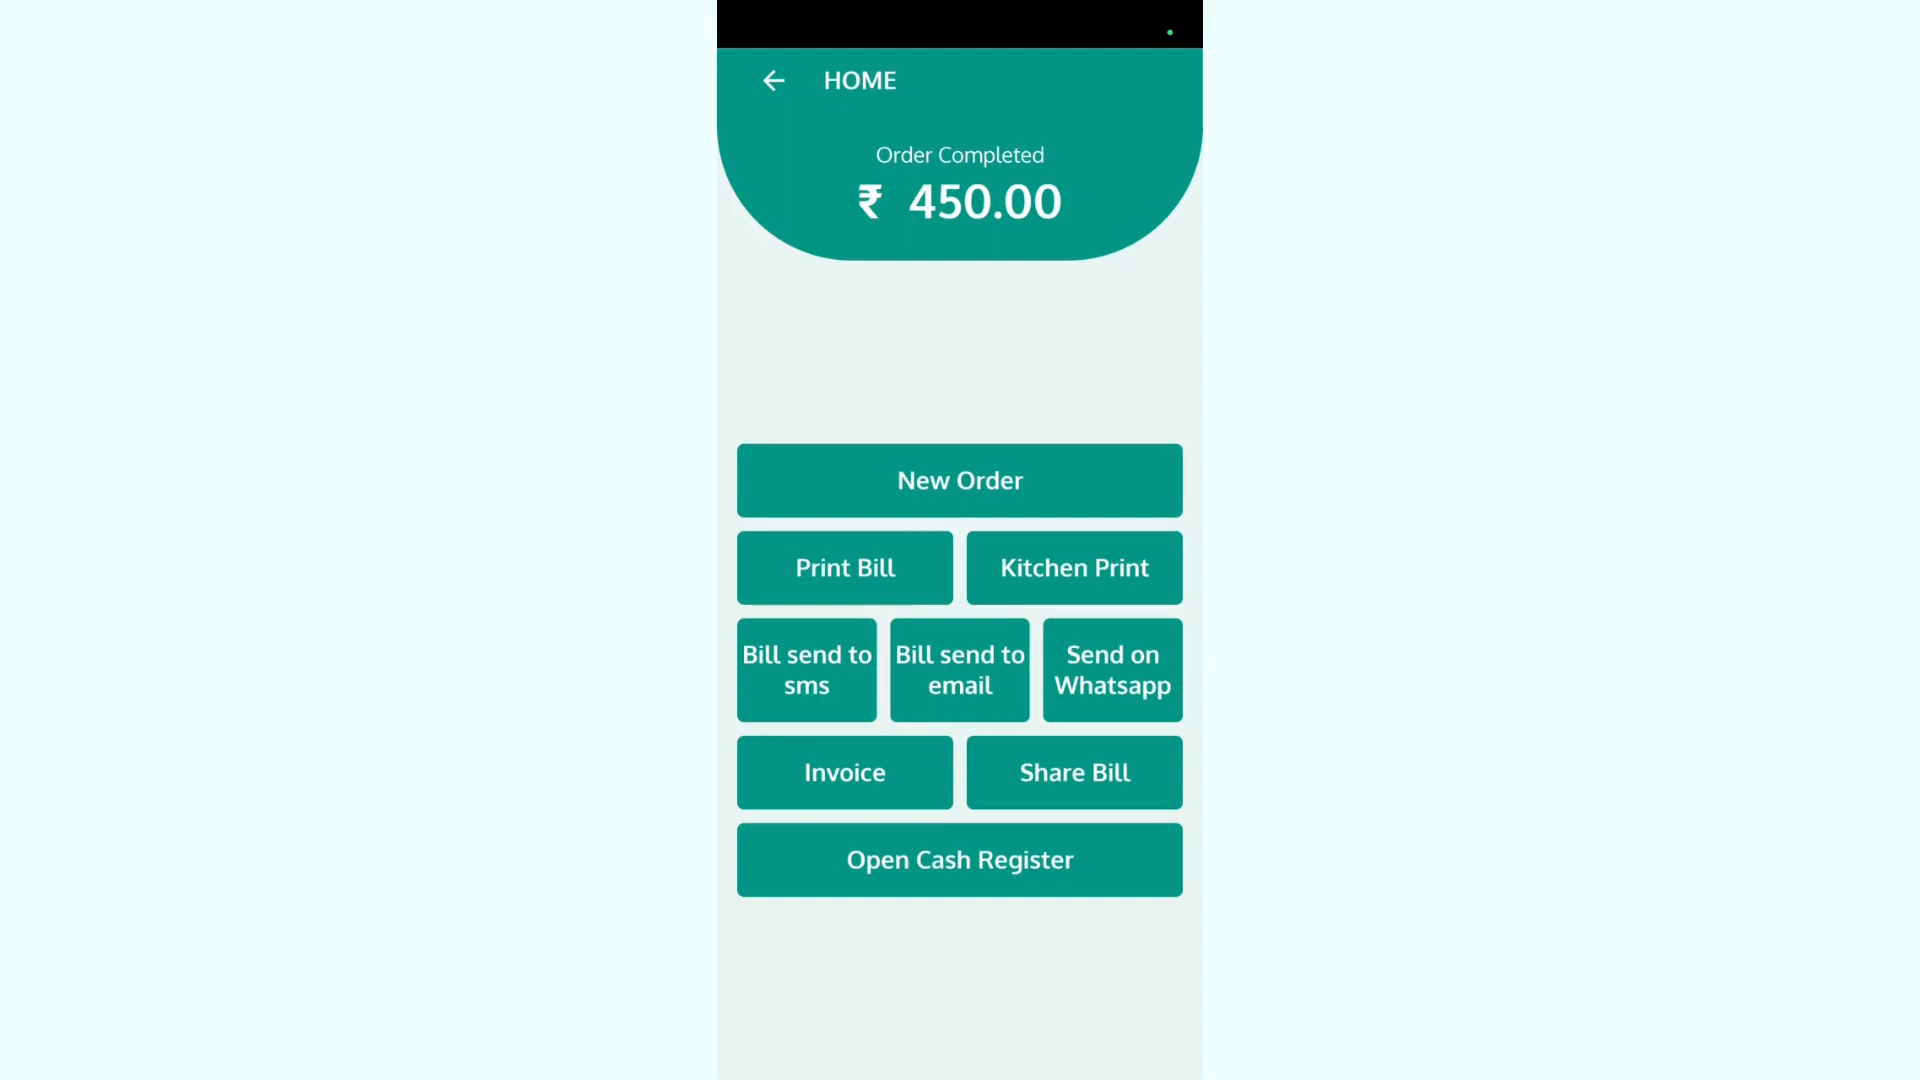 HOME
Order Completed
₹ 450.00
New Order
Print Bill
Kitchen Print
Bill send to
sms
Bill send to
email
Send on
Whatsapp
Invoice
Share Bill
Open Cash Register